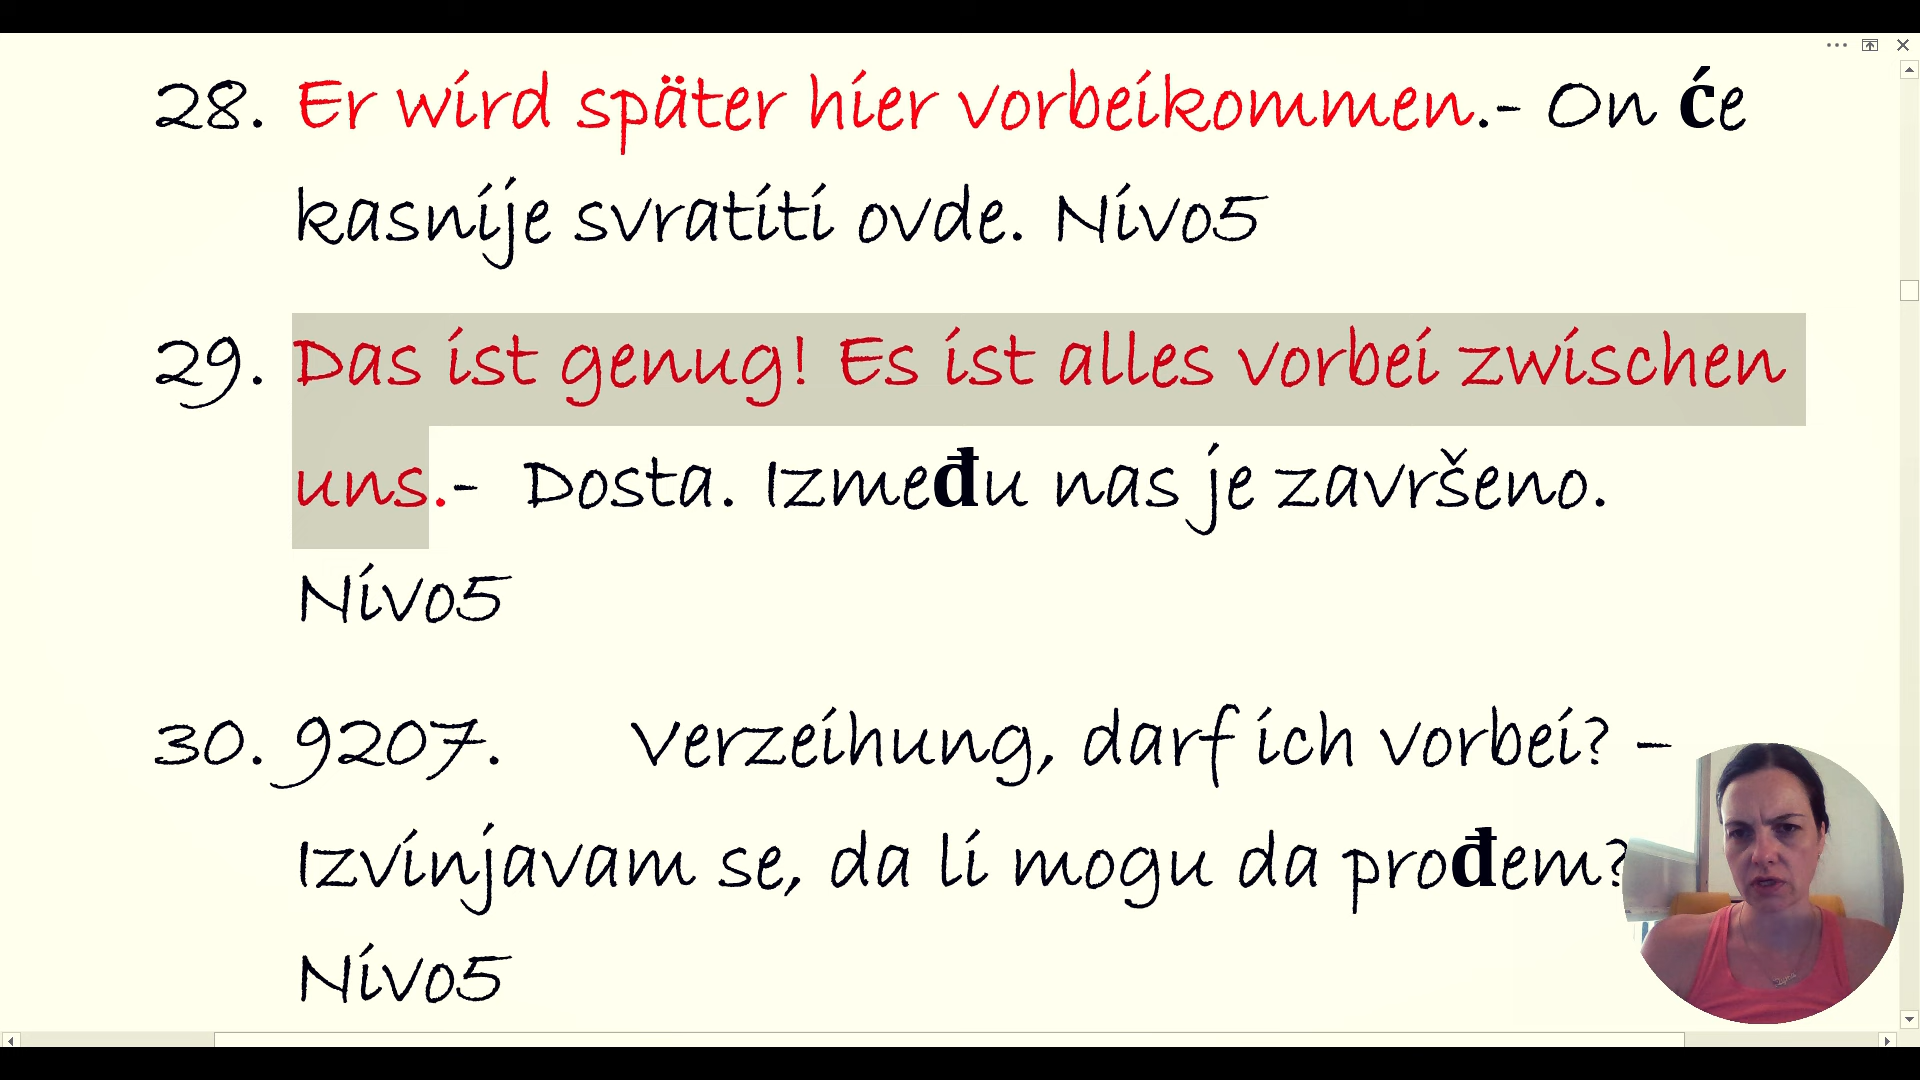 28. Er wird später hier vorbeikommen.- On će
kasnije svratiti ovde. Nivo5
29. Das ist genug! Es ist alles vorbei zwischen
uns.- Dosta. Između nas je završeno.
Nivo5
30. 9207. Verzeihung, darf ich vorbei? –
Izvinjavam se, da li mogu da prođem?
Nivo5